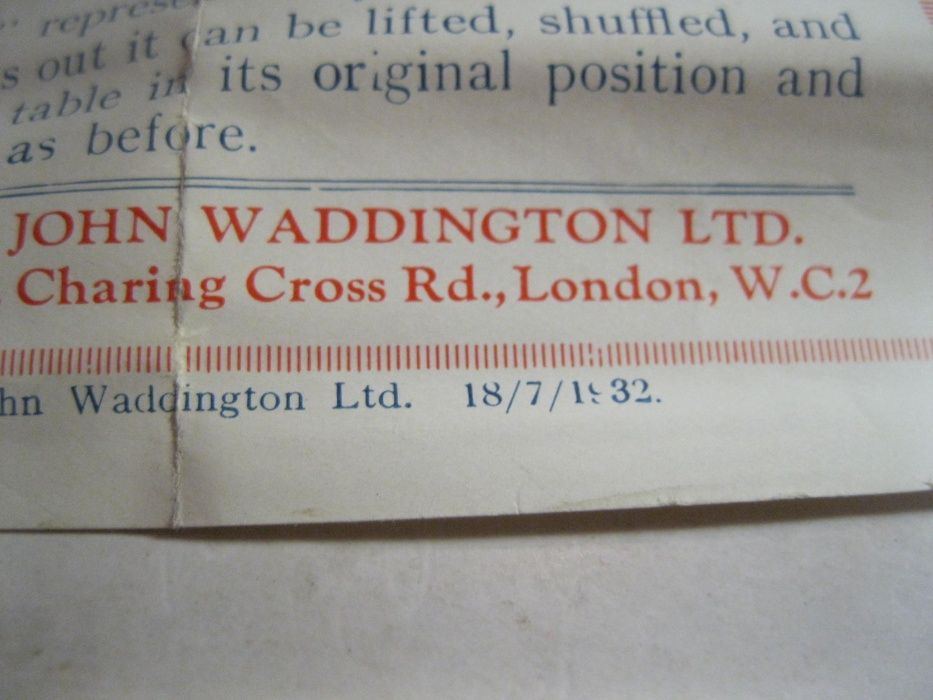 " represe
s out it can be lifted, shuffled, and
table in its original position and
as before.
JOHN WADDINGTON LTD.
Charing Cross Rd., London, W.C.2
hn Waddington Ltd. 18/7/1932.